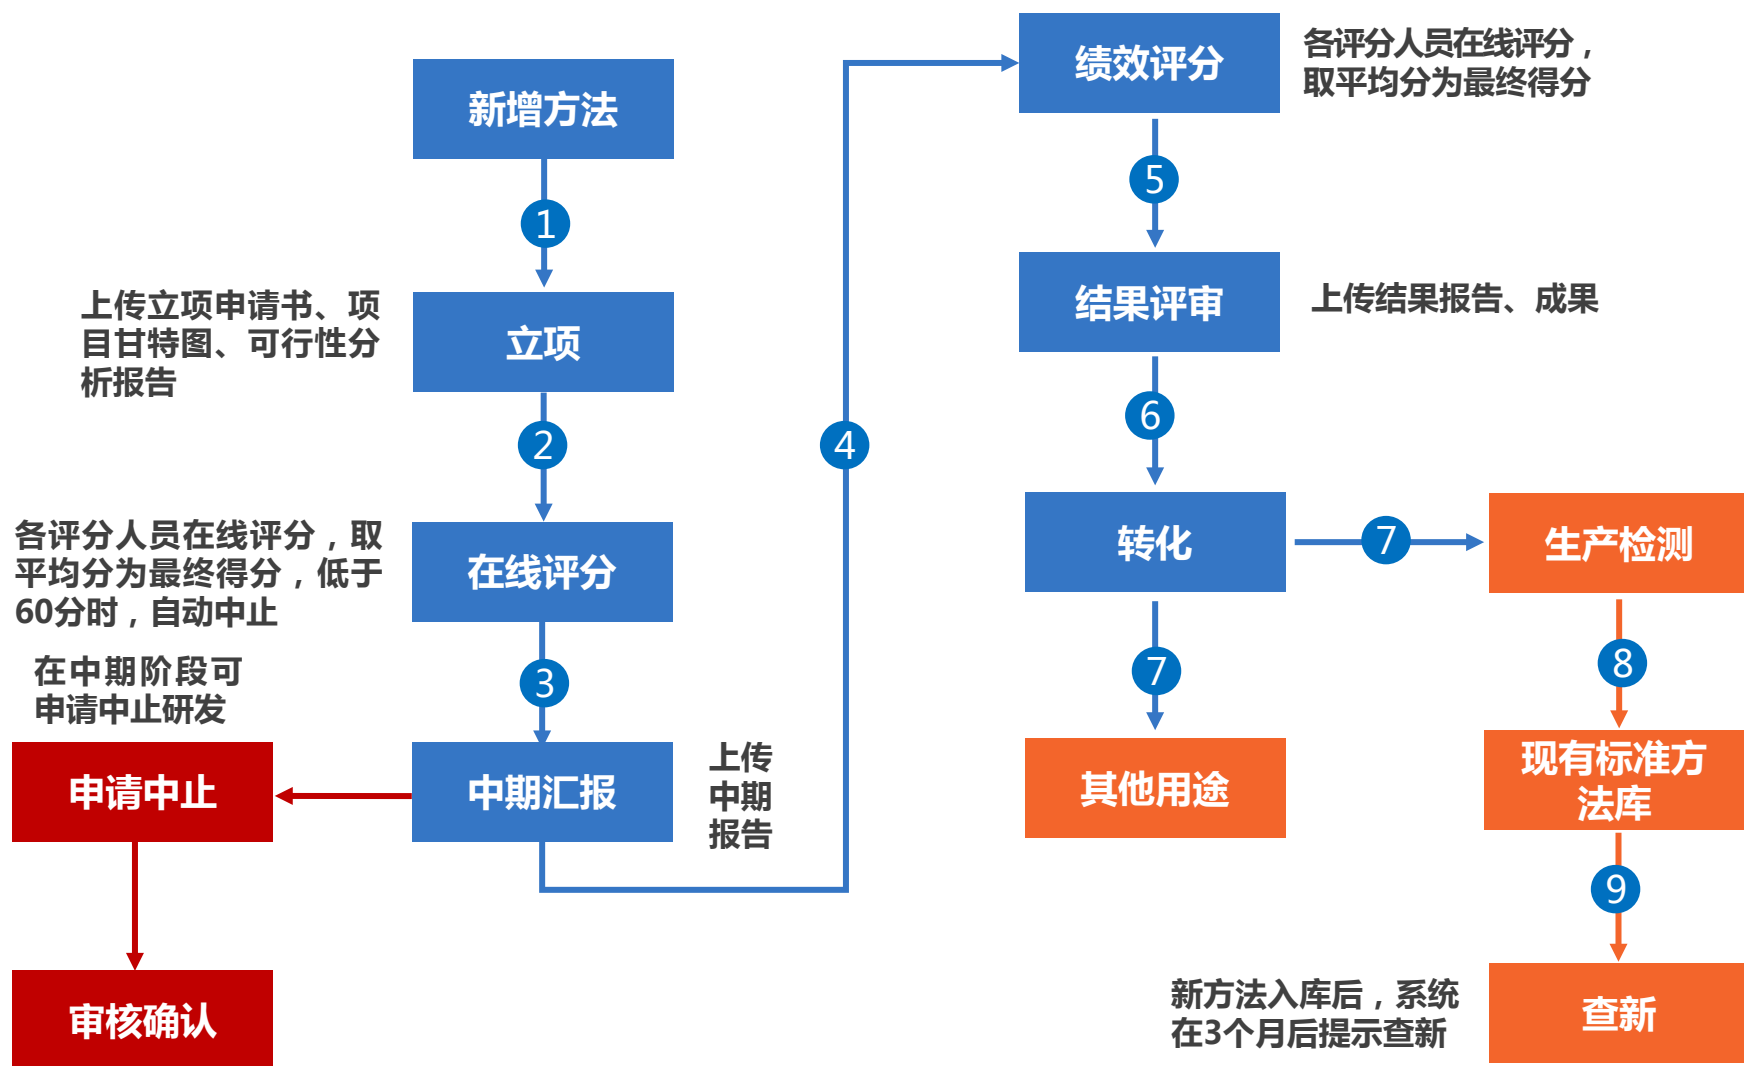 新增方法
1
上传立项申请书、项
目甘特图、可行性分
析报告
立项
2
各评分人员在线评分，取
平均分为最终得分，低于
60分时，自动中止
在线评分
3
在中期阶段可
申请中止研发
申请中止
中期汇报
上传
中期
报告
审核确认
4
绩效评分
各评分人员在线评分，
取平均分为最终得分
5
结果评审
上传结果报告、成果
6
转化
7
生产检测
7
其他用途
8
现有标准方
法库
9
新方法入库后，系统
在3个月后提示查新
查新